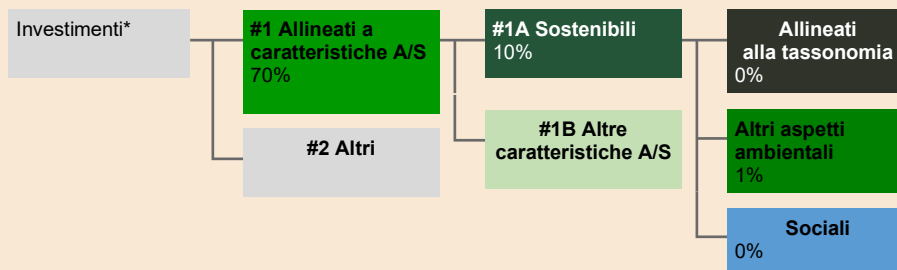 Investimenti*
#1 Allineati a
caratteristiche A/S
70%
#2 Altri
#1A Sostenibili
10%
#1B Altre
caratteristiche A/S
Allineati
alla tassonomia
0%
Altri aspetti
ambientali
1%
Sociali
0%